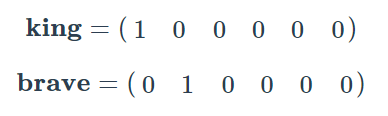 king = ( 1 0 0 0 0 0 )
brave = ( 0 1 0 0 0 0 )